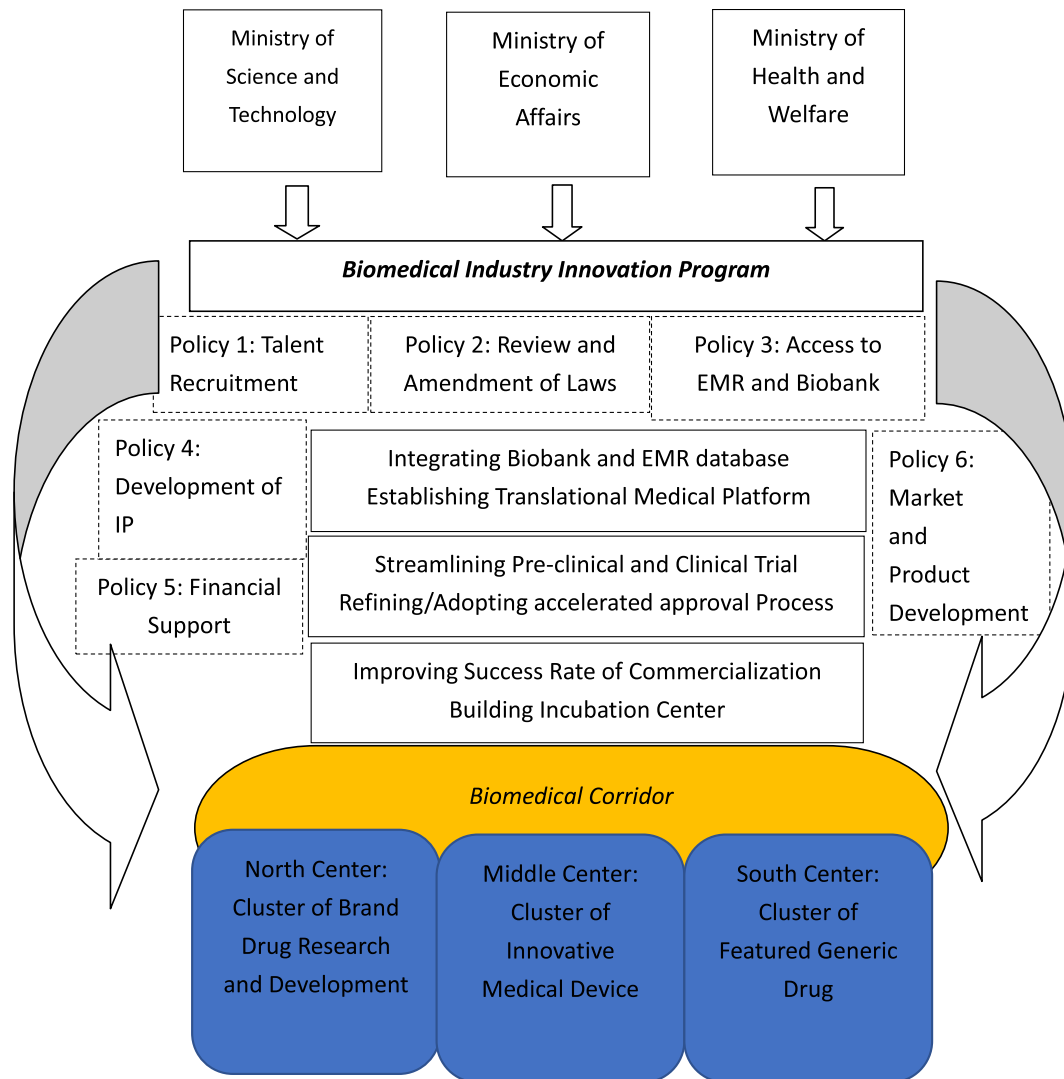 Ministry of
Science and
Technology
Ministry of
Economic
Affairs
Ministry of
Health and
Welfare
Biomedical Industry Innovation Program
Policy 1: Talent
Recruitment
Policy 2: Review and
Amendment of Laws
Policy 3: Access to
EMR and Biobank
Policy 4:
Development of
IP
Policy 5: Financial
Support
Integrating Biobank and EMR database
Establishing Translational Medical Platform
Streamlining Pre-clinical and Clinical Trial
Refining/Adopting accelerated approval Process
Improving Success Rate of Commercialization
Building Incubation Center
Policy 6:
Market
and
Product
Development
Biomedical Corridor
North Center:
Cluster of Brand
Drug Research
and Development
Middle Center:
Cluster of
Innovative
Medical Device
South Center:
Cluster of
Featured Generic
Drug